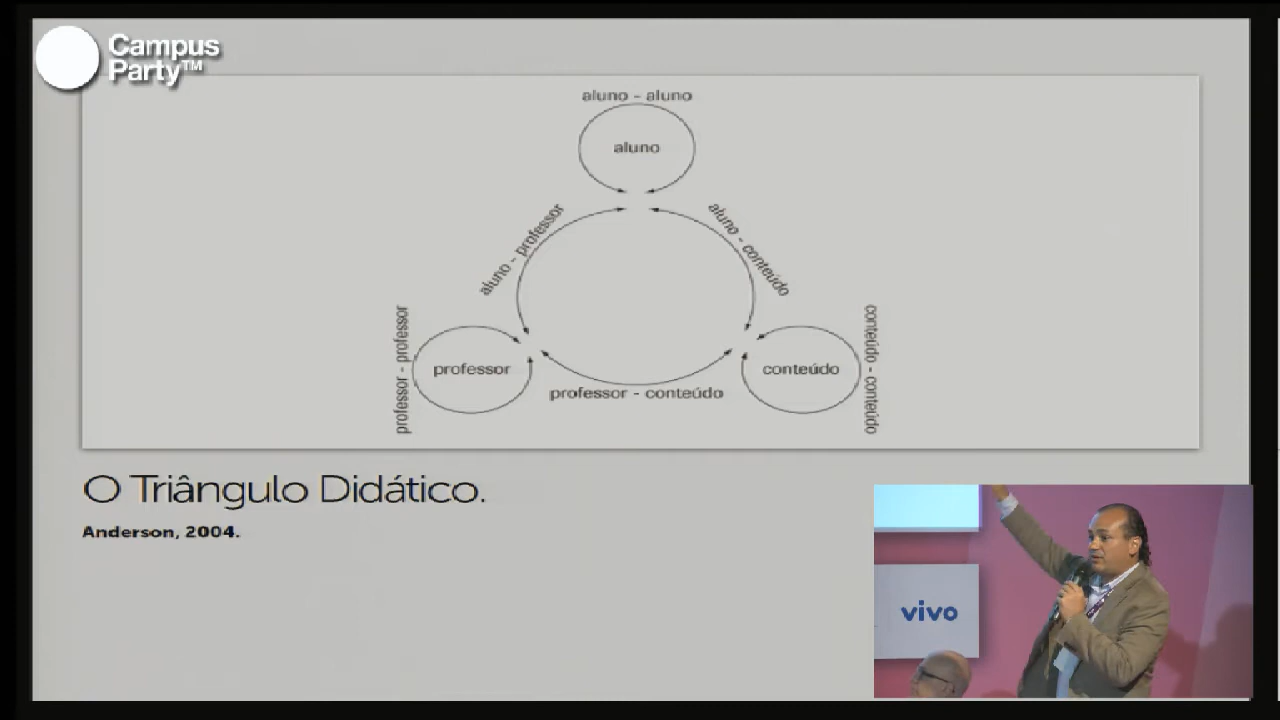 Campus
Party™
aluno - aluno
aluno
aluno - professor
aluno - conteúdo
professor - professor
professor
conteúdo
conteúdo - conteúdo
professor - conteúdo
O Triângulo Didático.
Anderson, 2004.
vivo